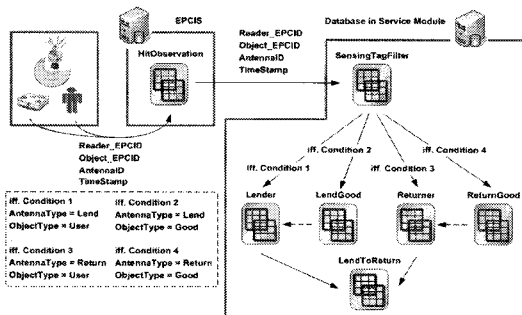 EPCIS
Database in Service Module
HitObservation
Reader_EPCID
Object_EPCID
AntennaID
TimeStamp
SensingTagFilter
Reader_EPCID
Object_EPCID
AntennaID
TimeStamp
iff. Condition 1
iff. Condition 2
iff. Condition 3
iff. Condition 4
Lender
LendGood
Returner
ReturnGood
LendToReturn
iff. Condition 1
AntennaType = Lend
ObjectType = User
iff. Condition 2
AntennaType = Lend
ObjectType = Good
iff. Condition 3
AntennaType = Return
ObjectType = User
iff. Condition 4
AntennaType = Return
ObjectType = Good